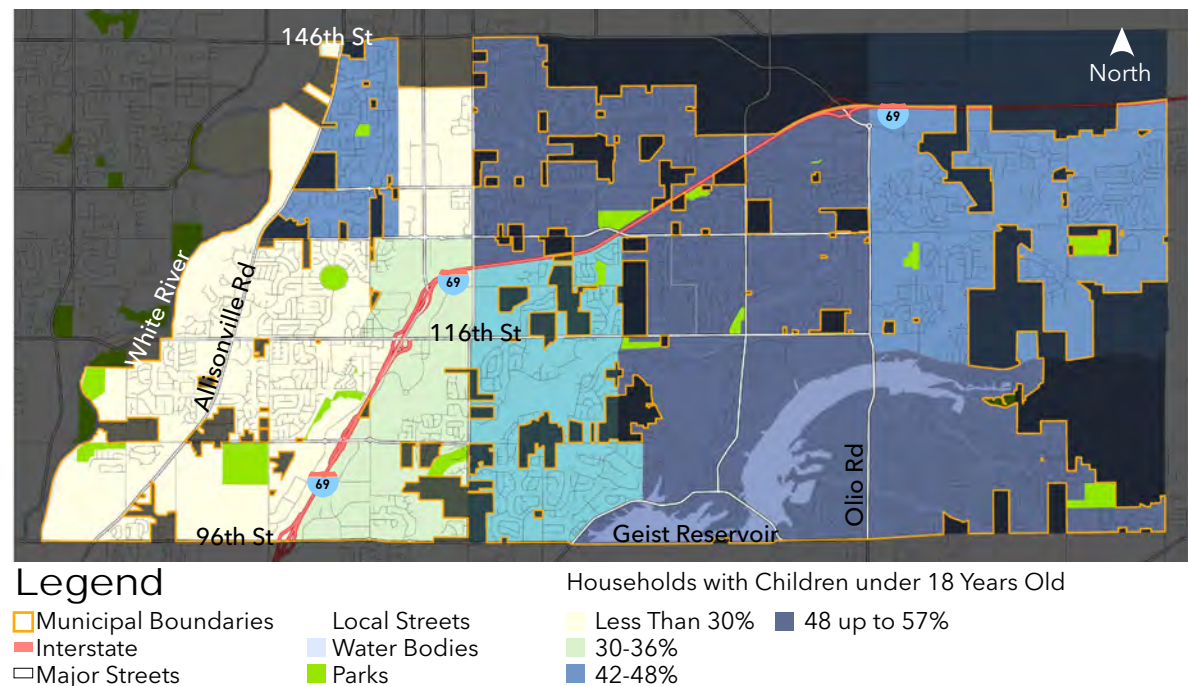 146th St
North
69
White River
Allisonville Rd
69
116th St
69
Olio Rd
96th St
Geist Reservoir
Legend
Municipal Boundaries
Interstate
Major Streets
Local Streets
Water Bodies
Parks
Households with Children under 18 Years Old
Less Than 30%
30-36%
42-48%
48 up to 57%